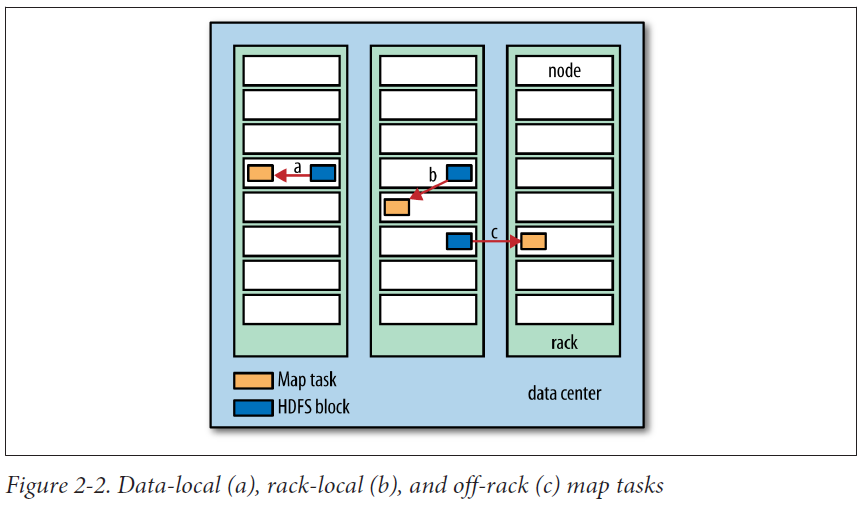 node
a
b
c
rack
Map task
HDFS block
data center
Figure 2-2. Data-local (a), rack-local (b), and off-rack (c) map tasks